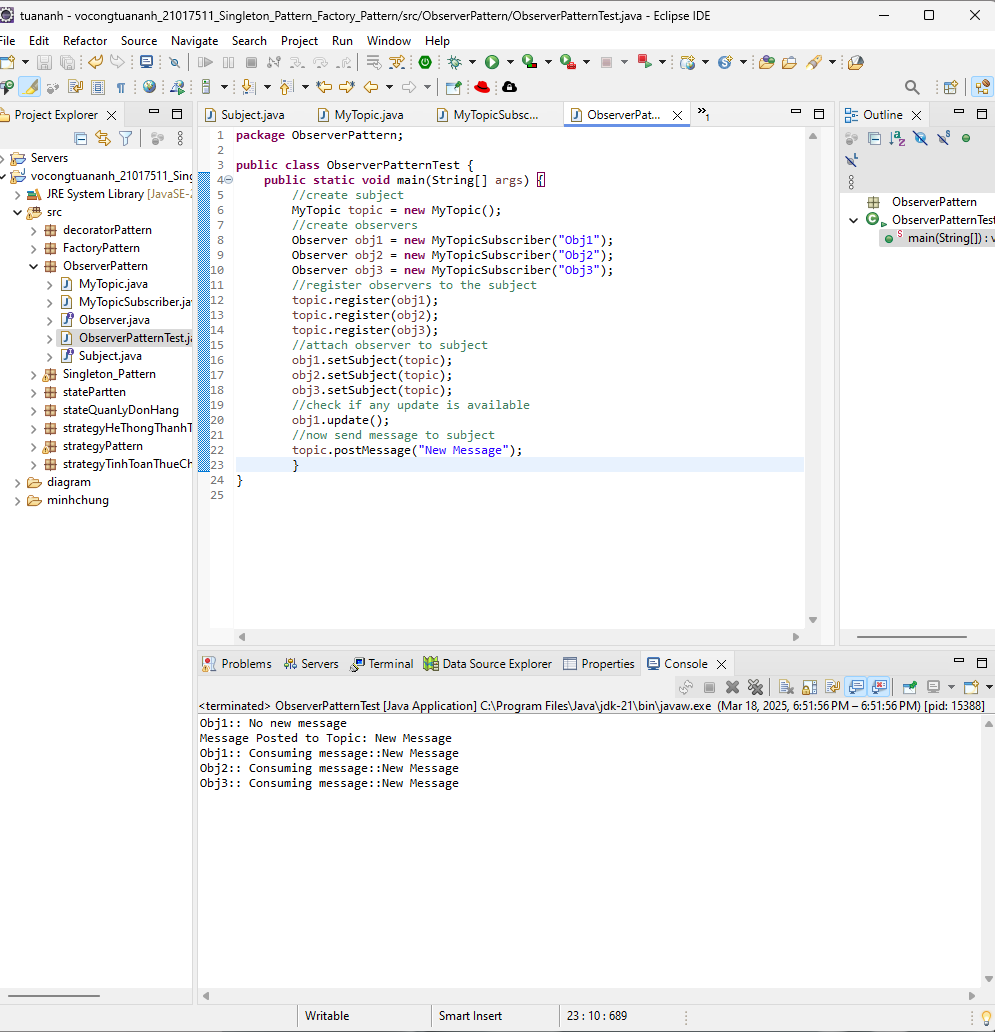 tuananh - vocongtuananh_21017511_Singleton_Pattern_Factory_Pattern/src/ObserverPattern/ObserverPatternTest.java - Eclipse IDE
File Edit Refactor Source Navigate Search Project Run Window Help
Project Explorer
Servers
vocongtuananh_21017511_Sing
JRE System Library [JavaSE-2
src
decoratorPattern
FactoryPattern
ObserverPattern
MyTopic.java
MyTopicSubscriber.jav
Observer.java
ObserverPatternTest.ja
Subject.java
Singleton_Pattern
statePartten
stateQuanLyDonHang
strategyHeThongThanhT
strategyPattern
strategyTinhToanThueCh
diagram
minhchung
Subject.java MyTopic.java MyTopicSubsc... ObserverPat... »1
1 package ObserverPattern;
2
3 public class ObserverPatternTest {
4 public static void main(String[] args) {
5 //create subject
6 MyTopic topic = new MyTopic();
7 //create observers
8 Observer obj1 = new MyTopicSubscriber("Obj1");
9 Observer obj2 = new MyTopicSubscriber("Obj2");
10 Observer obj3 = new MyTopicSubscriber("Obj3");
11 //register observers to the subject
12 topic.register(obj1);
13 topic.register(obj2);
14 topic.register(obj3);
15 //attach observer to subject
16 obj1.setSubject(topic);
17 obj2.setSubject(topic);
18 obj3.setSubject(topic);
19 //check if any update is available
20 obj1.update();
21 //now send message to subject
22 topic.postMessage("New Message");
23 }
24 }
25
Outline
ObserverPattern
ObserverPatternTest
main(String[]) : v
Problems Servers Terminal Data Source Explorer Properties Console
<terminated> ObserverPatternTest [Java Application] C:\Program Files\Java\jdk-21\bin\javaw.exe (Mar 18, 2025, 6:51:56 PM – 6:51:56 PM) [pid: 15388]
Obj1:: No new message
Message Posted to Topic: New Message
Obj1:: Consuming message::New Message
Obj2:: Consuming message::New Message
Obj3:: Consuming message::New Message
Writable Smart Insert 23 : 10 : 689